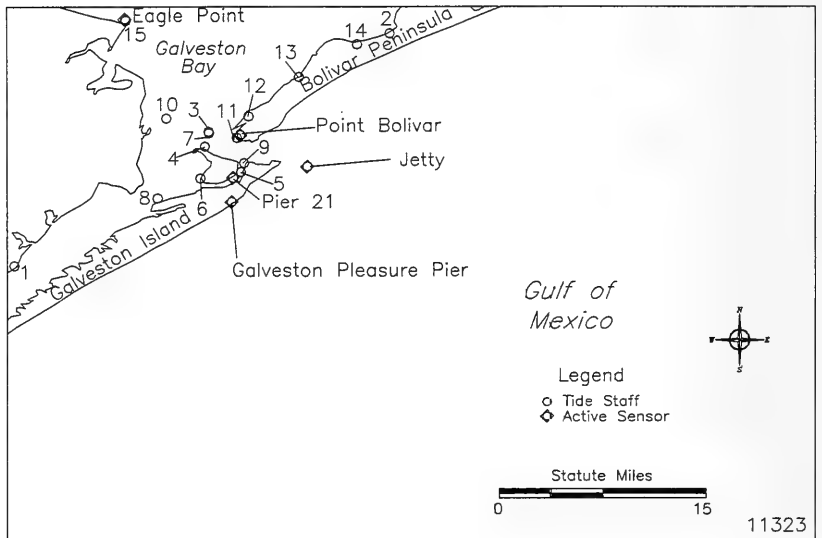 Eagle Point
15
Galveston
Bay
14
2
13
Bolivar Peninsula
12
10
3
11
7
Point Bolivar
4
9
Jetty
5
8
6
Pier 21
Galveston Island
1
Galveston Pleasure Pier
Gulf of
Mexico
N
W
E
S
Legend
Tide Staff
Active Sensor
Statute Miles
0
15
11323